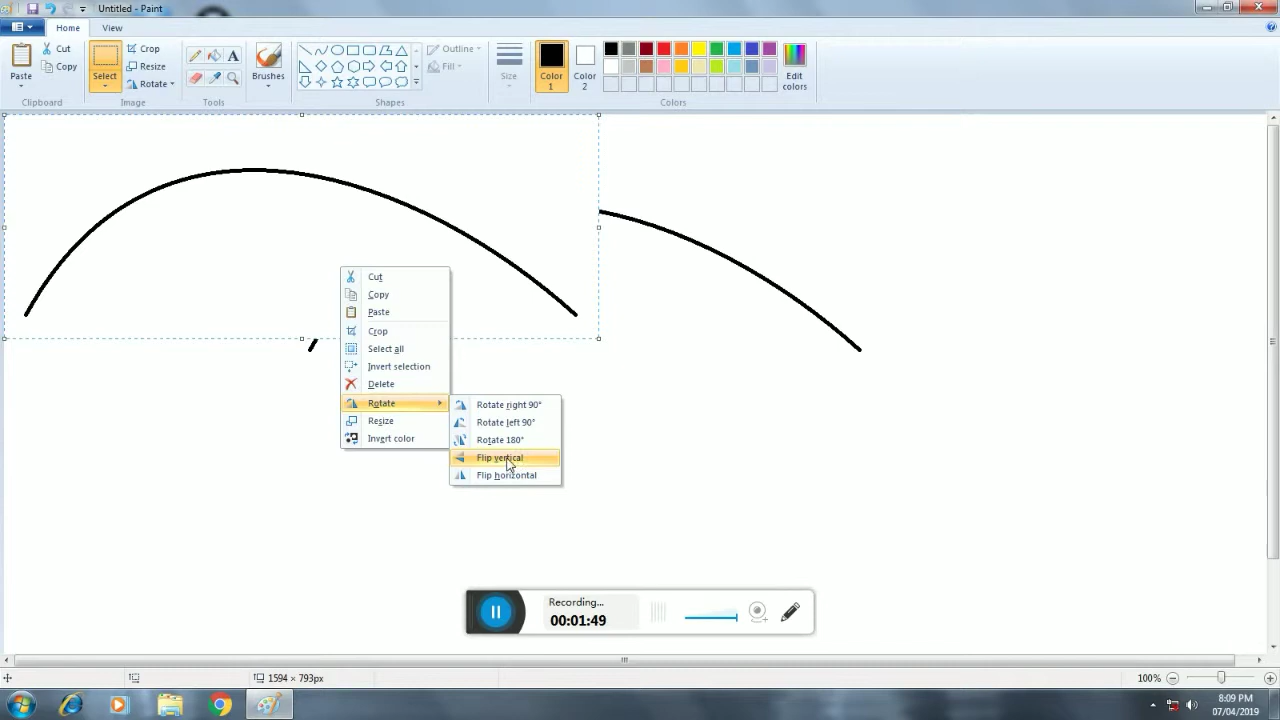 Untitled - Paint
Home
View
Paste
Cut
Copy
Clipboard
Select
Crop
Resize
Rotate
Image
A
Tools
Brushes
Shapes
Outline
Fill
Size
Color
1
Color
2
Edit
colors
Colors
Cut
Copy
Paste
Crop
Select all
Invert selection
Delete
Rotate
Resize
Invert color
Rotate right 90°
Rotate left 90°
Rotate 180°
Flip vertical
Flip horizontal
Recording...
00:01:49
1594 × 793px
100%
8:09 PM
07/04/2019